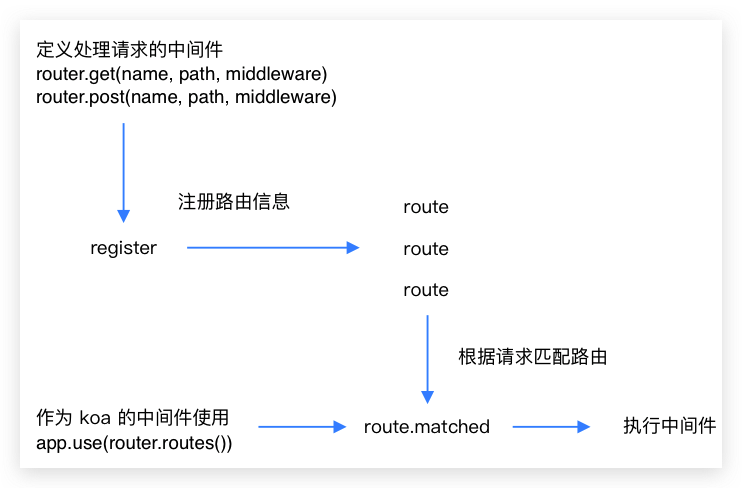 定义处理请求的中间件
router.get(name, path, middleware)
router.post(name, path, middleware)
注册路由信息
route
register
route
route
根据请求匹配路由
作为 koa 的中间件使用
app.use(router.routes())
route.matched
执行中间件